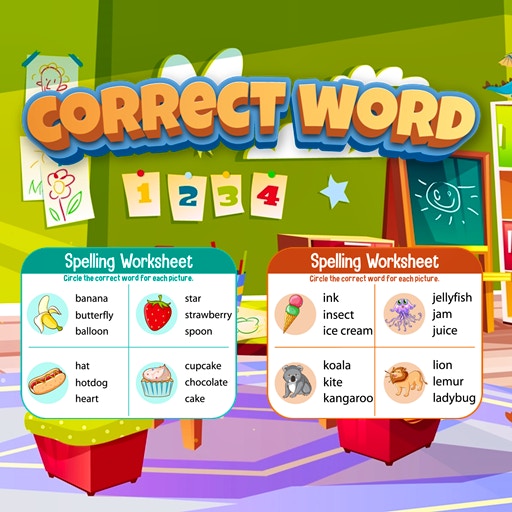 CORRECT WORD
1 2 3 4
M
Spelling Worksheet
Circle the correct word for each picture.
banana
butterfly
balloon
star
strawberry
spoon
hat
hotdog
heart
cupcake
chocolate
cake
Spelling Worksheet
Circle the correct word for each picture.
ink
insect
ice cream
jellyfish
jam
juice
koala
kite
kangaroo
lion
lemur
ladybug